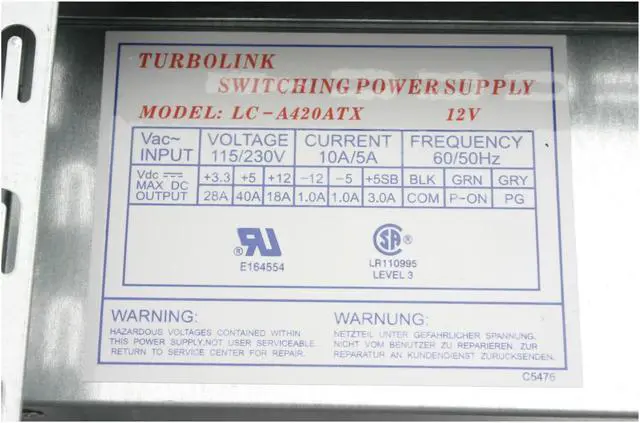 TURBOLINK
SWITCHING POWER SUPPLY
MODEL: LC-A420ATX 12V
Vac~ INPUT VOLTAGE 115/230V CURRENT 10A/5A FREQUENCY 60/50Hz
Vdc ⎓ MAX DC OUTPUT +3.3 +5 +12 -12 -5 +5SB BLK GRN GRY
28A 40A 18A 1.0A 1.0A 3.0A COM P-ON PG
RU ®
E164554
SA ®
LR110995
LEVEL 3
WARNING:
HAZARDOUS VOLTAGES CONTAINED WITHIN
THIS POWER SUPPLY,NOT USER SERVICEABLE.
RETURN TO SERVICE CENTER FOR REPAIR.
WARNUNG:
NETZTEIL UNTER GEFAHRLICHER SPANNUNG,
NICHT VOM BENUTZER ZU REPARIEREN, ZUR
REPARATUR AN KUNDENDIENST ZURUCKSENDEN.
C5476